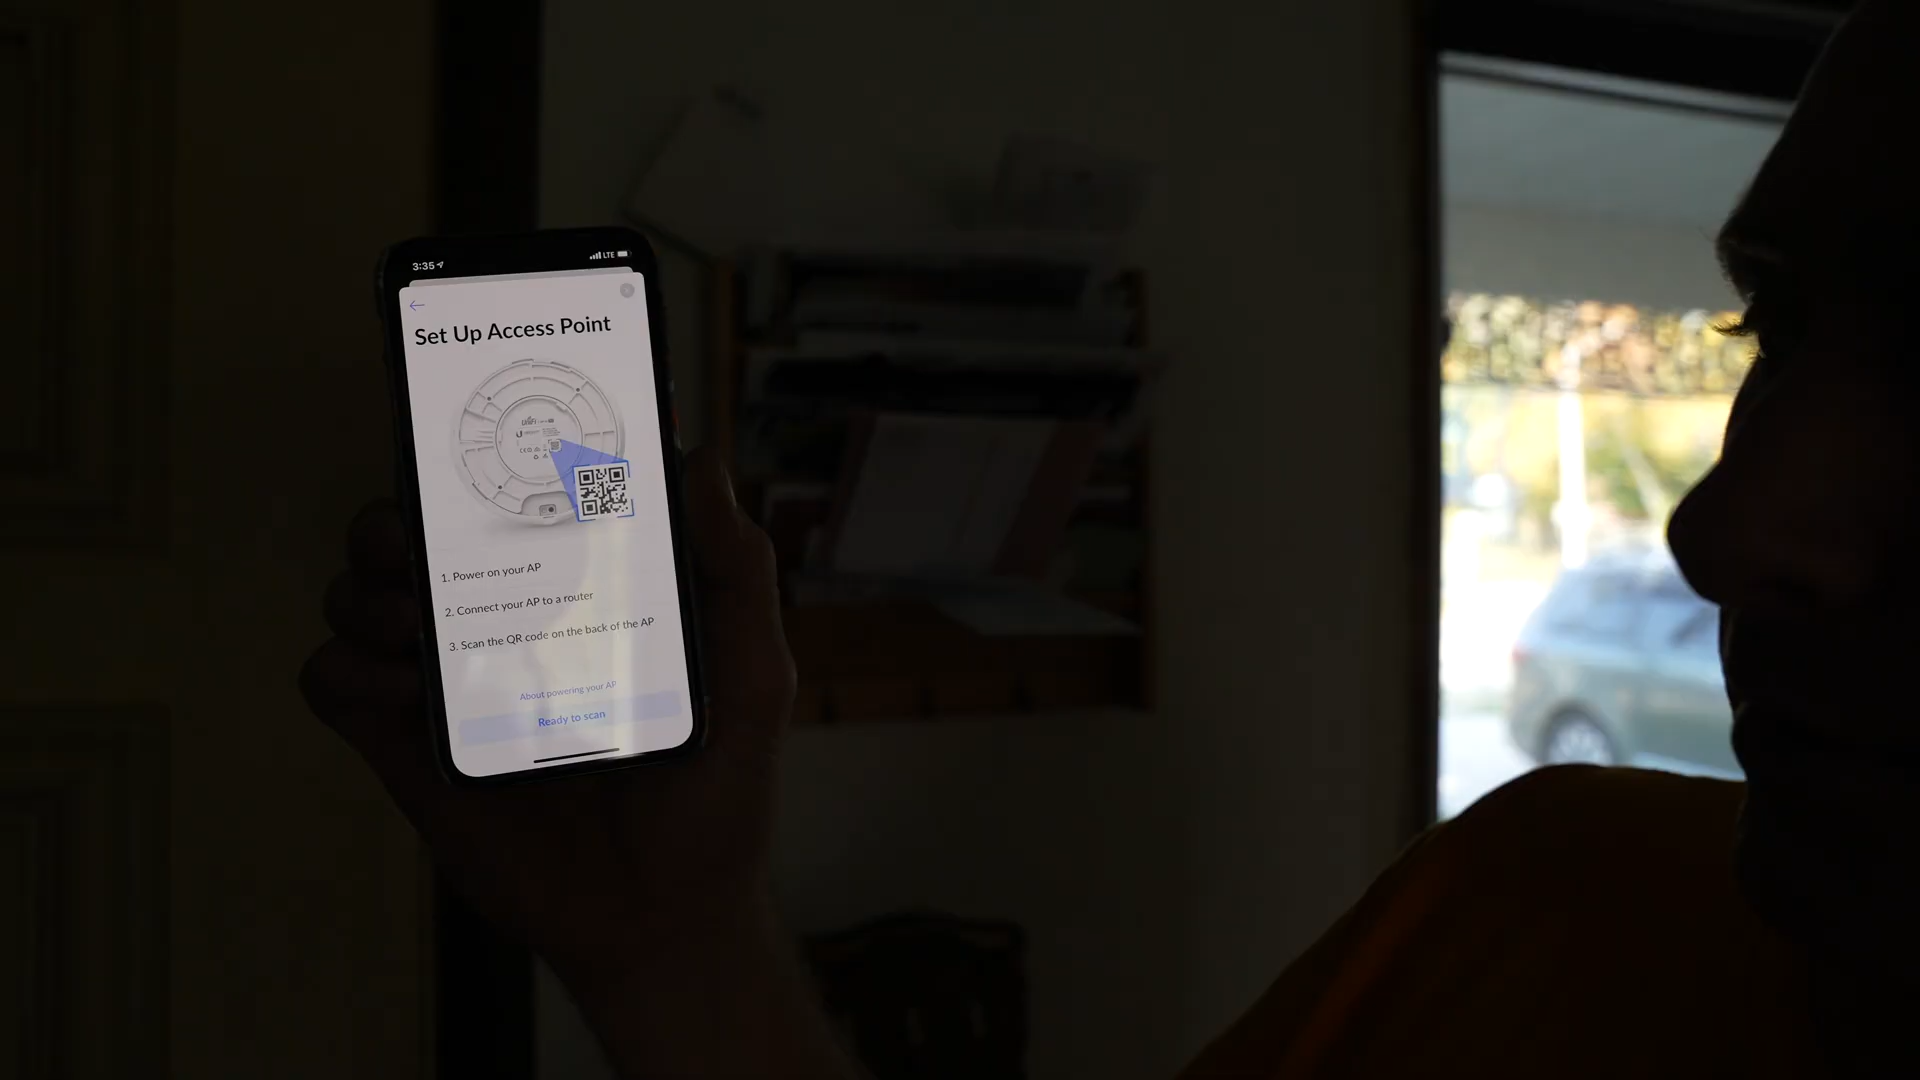 3:35
LTE
Set Up Access Point
UniFi
1. Power on your AP
2. Connect your AP to a router
3. Scan the QR code on the back of the AP
About powering your AP
Ready to scan